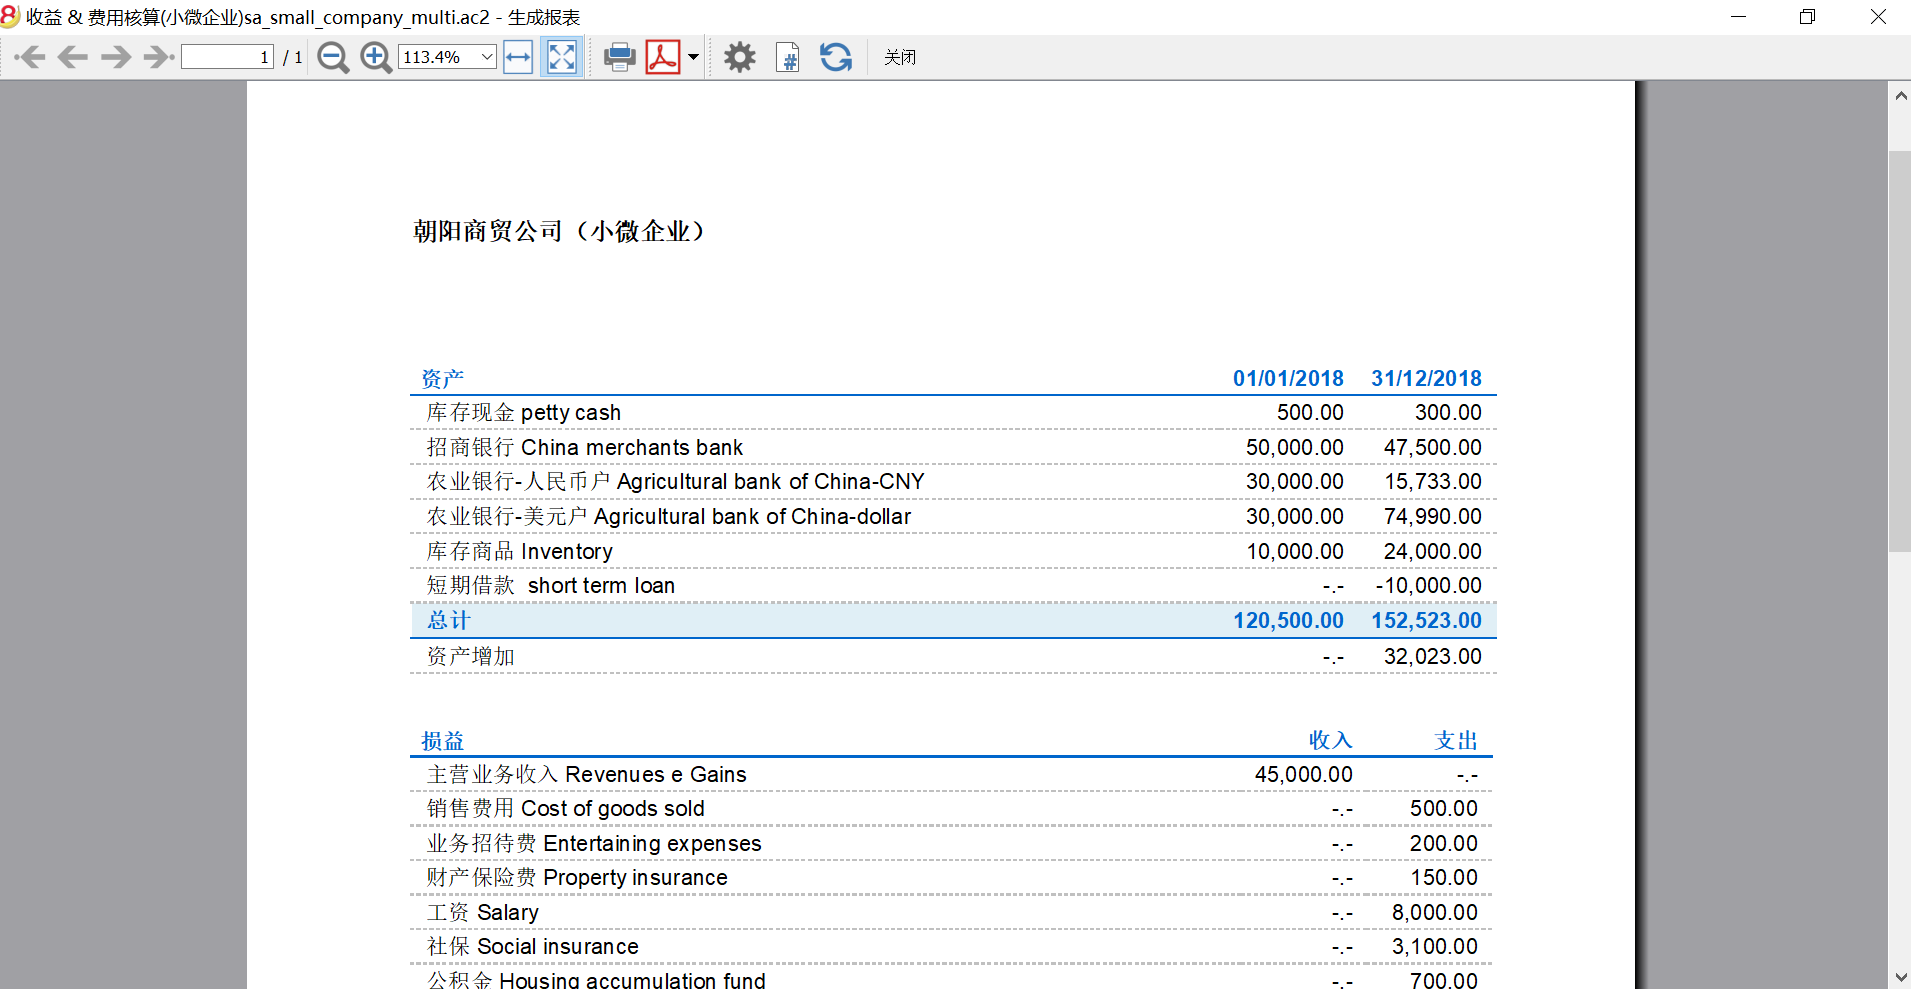 收益 & 费用核算(小微企业)sa_small_company_multi.ac2 - 生成报表
1 / 1 113.4% 关闭
朝阳商贸公司（小微企业）
资产 01/01/2018 31/12/2018
库存现金 petty cash 500.00 300.00
招商银行 China merchants bank 50,000.00 47,500.00
农业银行-人民币户 Agricultural bank of China-CNY 30,000.00 15,733.00
农业银行-美元户 Agricultural bank of China-dollar 30,000.00 74,990.00
库存商品 Inventory 10,000.00 24,000.00
短期借款 short term loan -.- -10,000.00
总计 120,500.00 152,523.00
资产增加 -.- 32,023.00
损益 收入 支出
主营业务收入 Revenues e Gains 45,000.00 -.-
销售费用 Cost of goods sold -.- 500.00
业务招待费 Entertaining expenses -.- 200.00
财产保险费 Property insurance -.- 150.00
工资 Salary -.- 8,000.00
社保 Social insurance -.- 3,100.00
公积金 Housing accumulation fund -.- 700.00